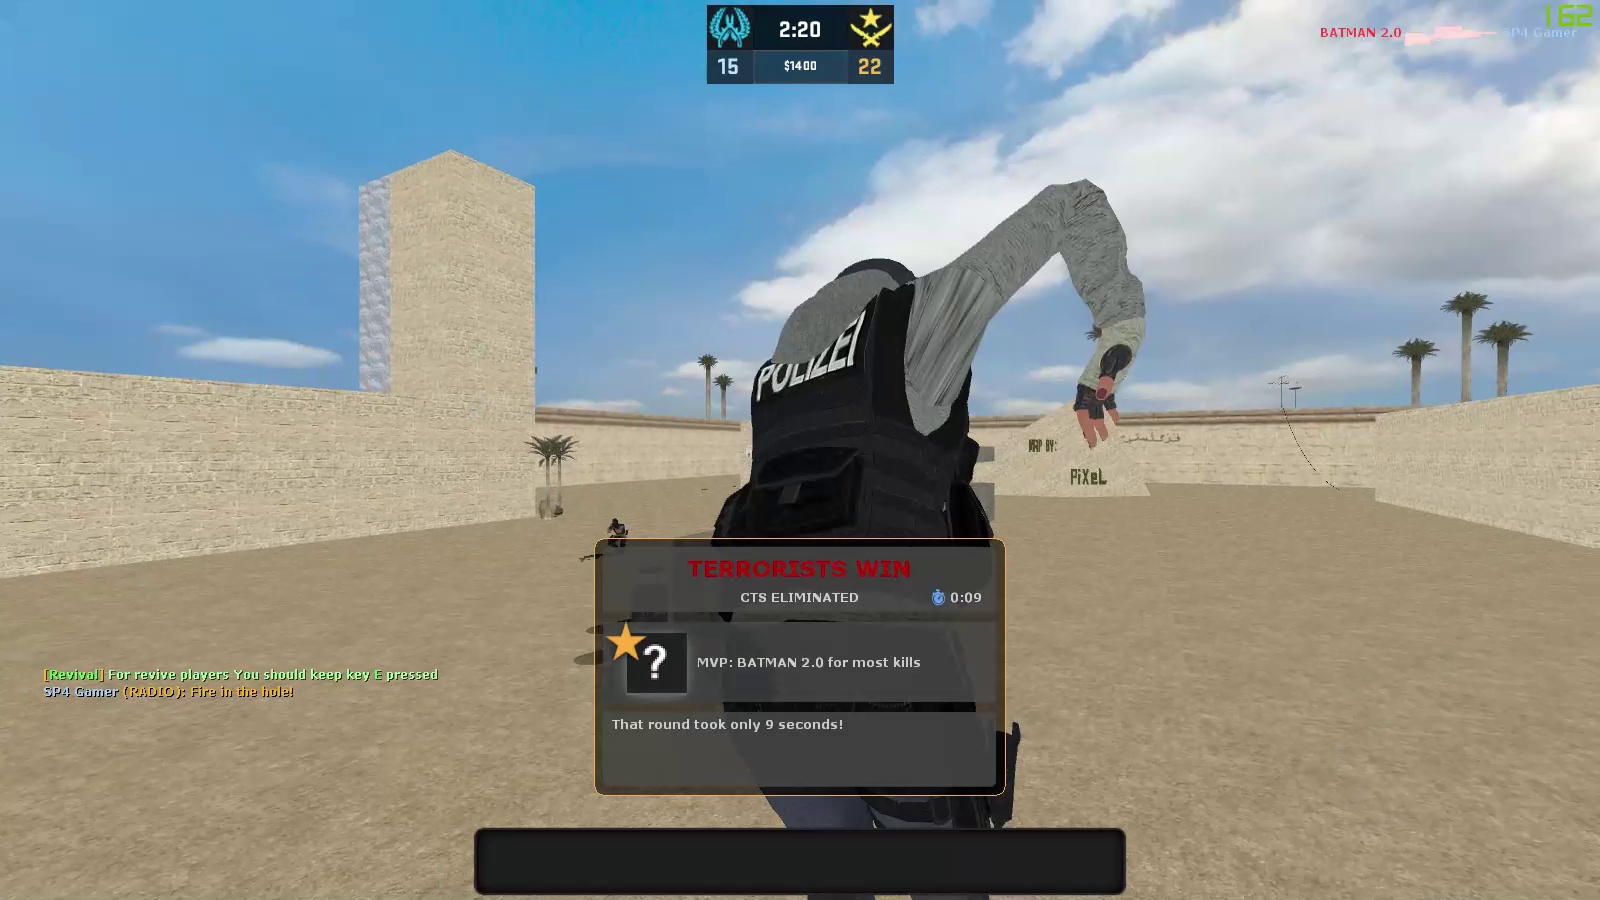 2:20
162
15
$1400
22
BATMAN 2.0
SP4 Gamer
POLIZEI
MAP BY:
PiXeL
TERRORISTS WIN
CTS ELIMINATED
0:09
?
MVP: BATMAN 2.0 for most kills
[Revival] For revive players You should keep key E pressed
SP4 Gamer (RADIO): Fire in the hole!
That round took only 9 seconds!